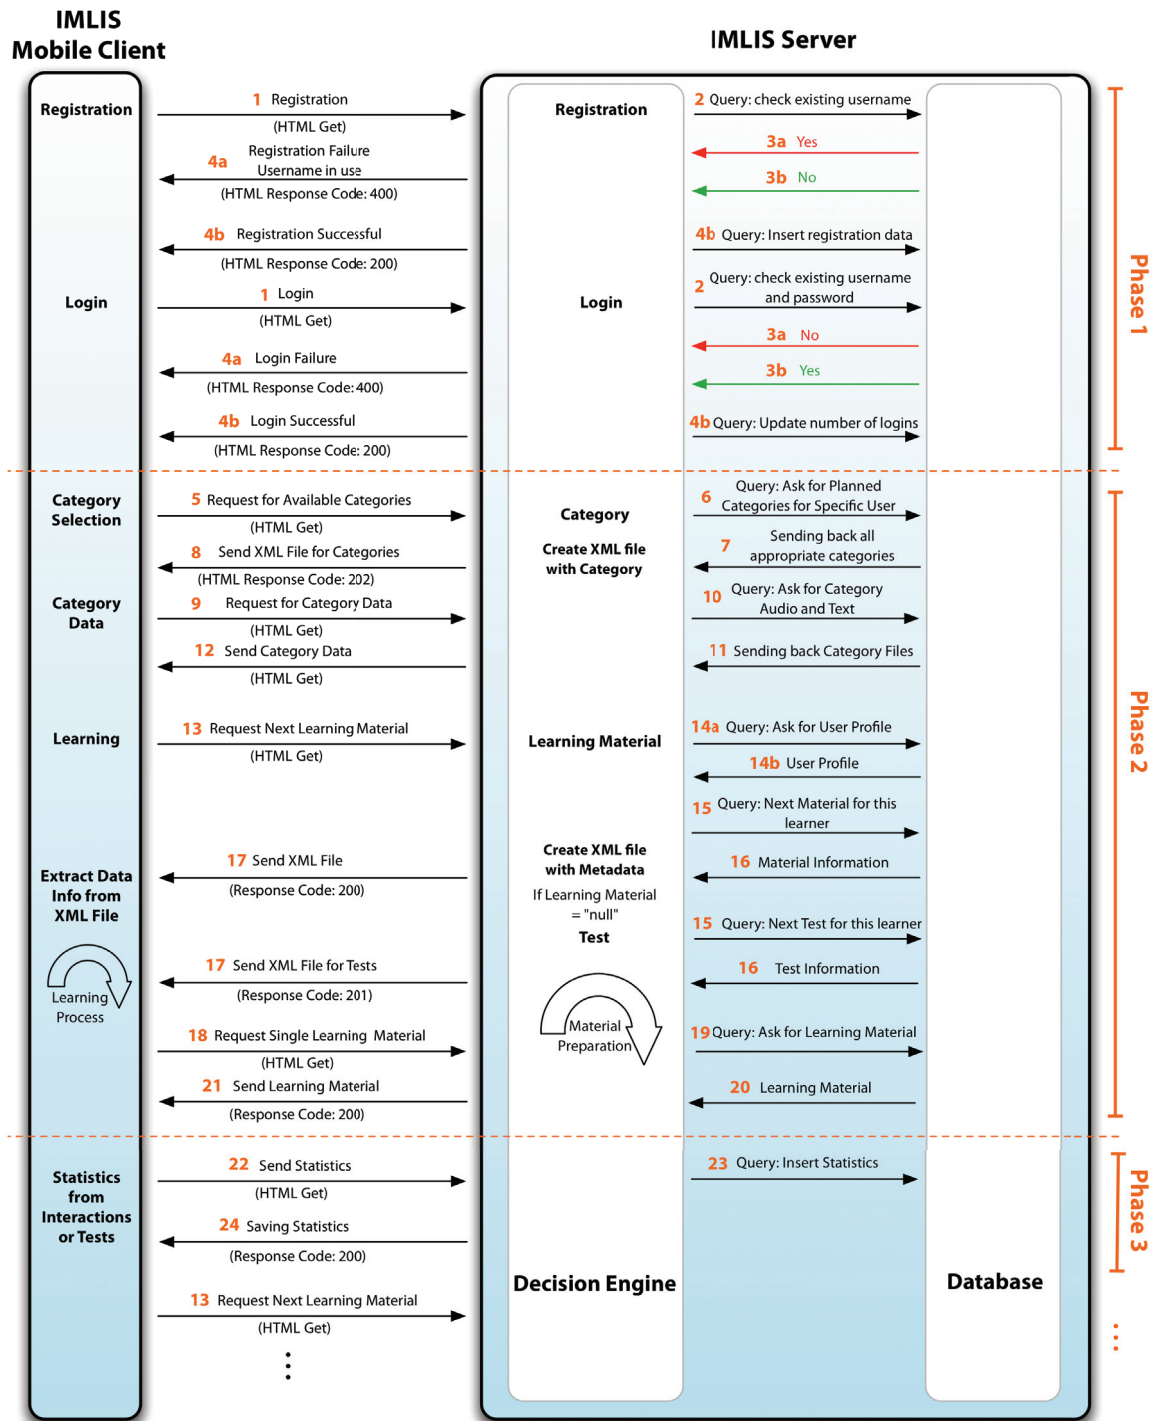 IMLIS
Mobile Client
IMLIS Server
Registration
1 Registration
(HTML Get)
Registration
2 Query: check existing username
3a Yes
4a Registration Failure
Username in use
(HTML Response Code: 400)
3b No
4b Registration Successful
(HTML Response Code: 200)
4b Query: Insert registration data
Login
1 Login
(HTML Get)
Login
2 Query: check existing username
and password
3a No
4a Login Failure
(HTML Response Code: 400)
3b Yes
4b Login Successful
(HTML Response Code: 200)
4b Query: Update number of logins
Phase 1
Category
Selection
5 Request for Available Categories
(HTML Get)
Category
6 Query: Ask for Planned
Categories for Specific User
8 Send XML File for Categories
(HTML Response Code: 202)
Create XML file
with Category
7 Sending back all
appropriate categories
Category
Data
9 Request for Category Data
(HTML Get)
10 Query: Ask for Category
Audio and Text
12 Send Category Data
(HTML Get)
11 Sending back Category Files
Learning
13 Request Next Learning Material
(HTML Get)
Learning Material
14a Query: Ask for User Profile
14b User Profile
15 Query: Next Material for this
learner
Extract Data
Info from
XML File
17 Send XML File
(Response Code: 200)
Create XML file
with Metadata
16 Material Information
If Learning Material
= "null"
Test
15 Query: Next Test for this learner
Learning
Process
17 Send XML File for Tests
(Response Code: 201)
16 Test Information
Material
Preparation
18 Request Single Learning Material
(HTML Get)
19 Query: Ask for Learning Material
21 Send Learning Material
(Response Code: 200)
20 Learning Material
Phase 2
Statistics
from
Interactions
or Tests
22 Send Statistics
(HTML Get)
23 Query: Insert Statistics
24 Saving Statistics
(Response Code: 200)
Phase 3
Decision Engine
Database
13 Request Next Learning Material
(HTML Get)